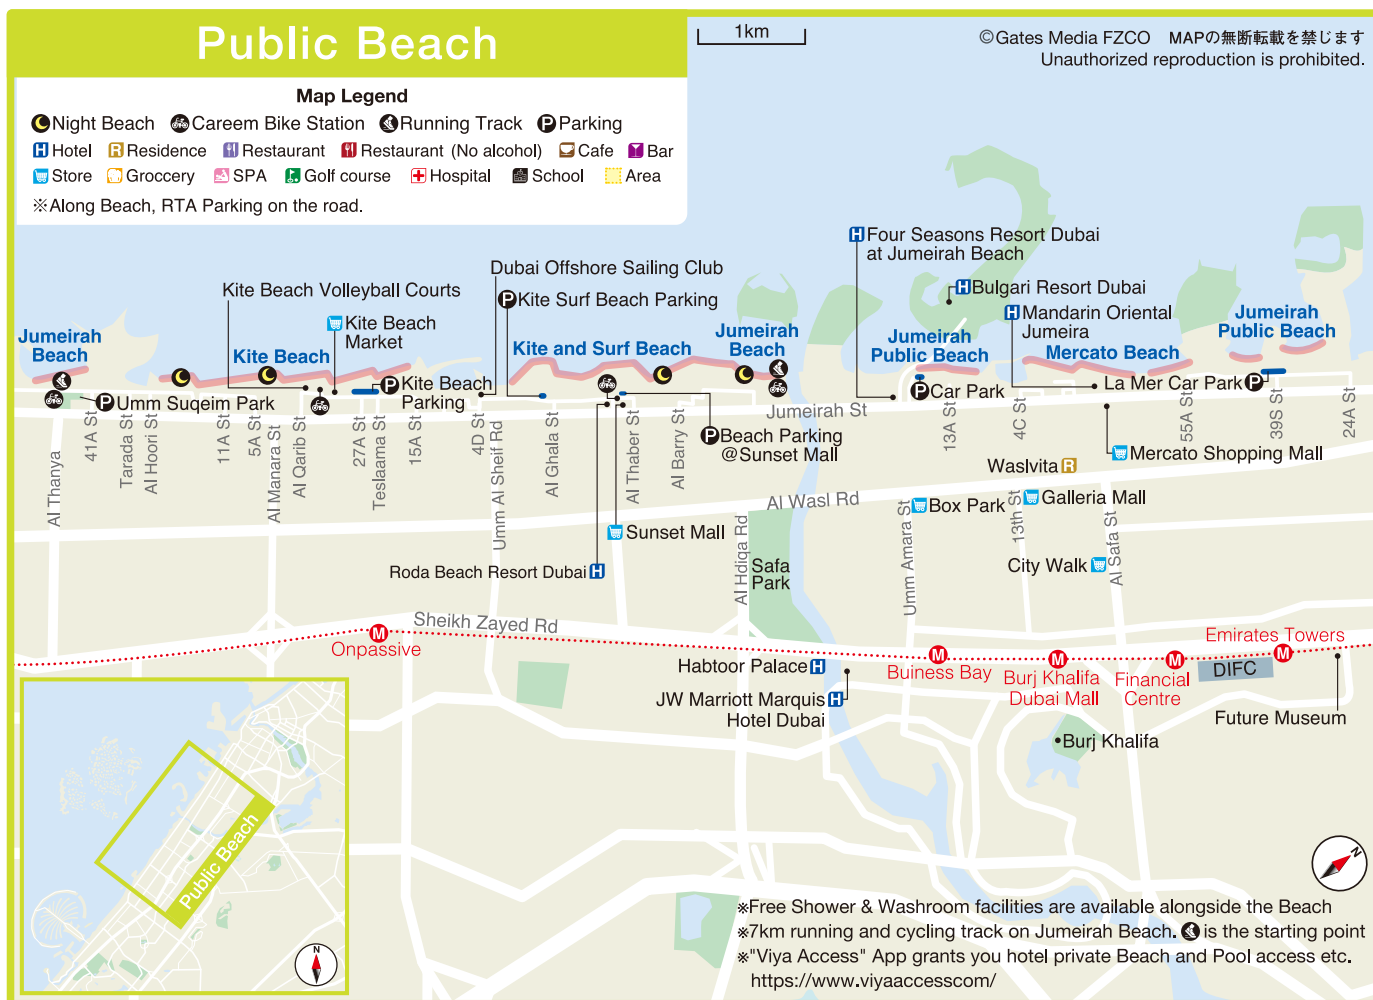 Public Beach
1km
©Gates Media FZCO MAPの無断転載を禁じます
Unauthorized reproduction is prohibited.
Map Legend
Night Beach Careem Bike Station Running Track P Parking
H Hotel R Residence Restaurant Restaurant (No alcohol) Cafe Bar
Store Groccery SPA Golf course Hospital School Area
※Along Beach, RTA Parking on the road.
H Four Seasons Resort Dubai
at Jumeirah Beach
Dubai Offshore Sailing Club
Kite Beach Volleyball Courts
P Kite Surf Beach Parking
H Bulgari Resort Dubai
Kite Beach
Market
H Mandarin Oriental
Jumeira
Jumeirah
Public Beach
Jumeirah
Beach
Kite Beach
Kite and Surf Beach
Jumeirah
Beach
Jumeirah
Public Beach
Mercato Beach
La Mer Car Park P
P Kite Beach
Parking
P Car Park
P Umm Suqeim Park
Jumeirah St
41A St
Tarada St
Al Hoori St
11A St
5A St
Al Manara St
Al Qarib St
27A St
Teslaama St
15A St
4D St
Umm Al Sheif Rd
Al Ghala St
Al Thaber St
Al Barry St
13A St
4C St
55A St
39S St
24A St
Al Thanya
P Beach Parking
@Sunset Mall
Mercato Shopping Mall
Waslvita R
Al Wasl Rd
Galleria Mall
Box Park
13th St
Umm Amara St
Al Safa St
Sunset Mall
City Walk
Al Hdiqa Rd
Safa
Park
Roda Beach Resort Dubai H
Sheikh Zayed Rd
M
Onpassive
Emirates Towers
M
Habtoor Palace H
M
Buiness Bay
M
Burj Khalifa
Dubai Mall
M
Financial
Centre
DIFC
JW Marriott Marquis H
Hotel Dubai
Future Museum
Burj Khalifa
Public Beach
N
N
※Free Shower & Washroom facilities are available alongside the Beach
※7km running and cycling track on Jumeirah Beach. is the starting point
※"Viya Access" App grants you hotel private Beach and Pool access etc.
https://www.viyaaccesscom/